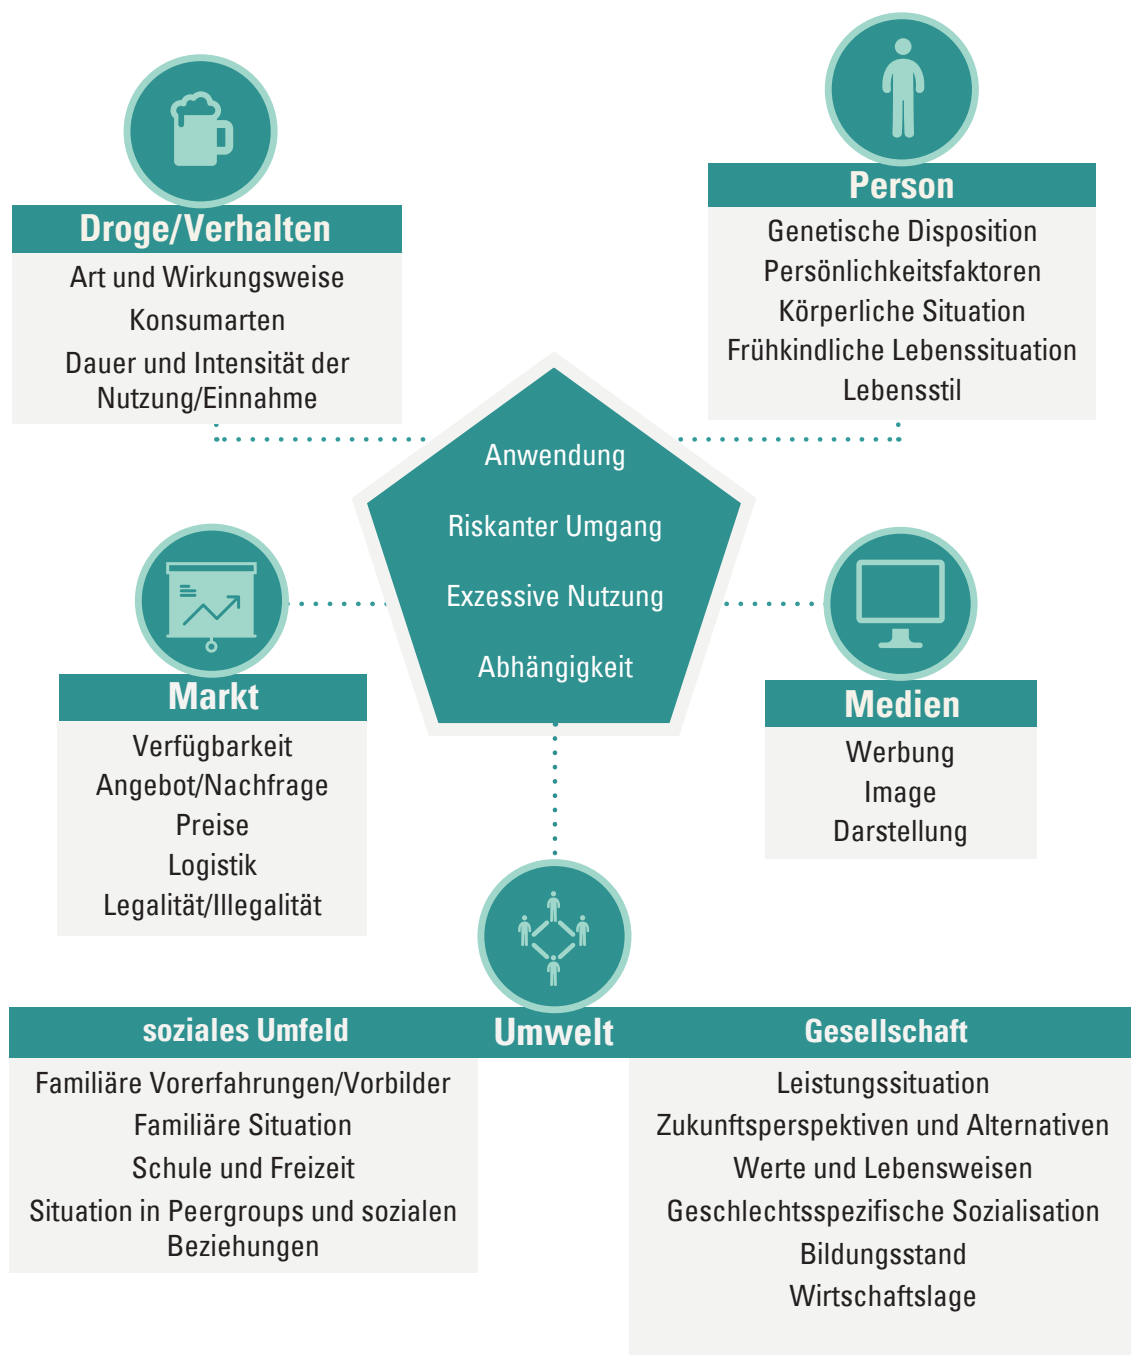 Droge/Verhalten
Art und Wirkungsweise
Konsumarten
Dauer und Intensität der
Nutzung/Einnahme
Person
Genetische Disposition
Persönlichkeitsfaktoren
Körperliche Situation
Frühkindliche Lebenssituation
Lebensstil
Anwendung
Riskanter Umgang
Exzessive Nutzung
Abhängigkeit
Markt
Verfügbarkeit
Angebot/Nachfrage
Preise
Logistik
Legalität/Illegalität
Medien
Werbung
Image
Darstellung
Umwelt
soziales Umfeld
Familiäre Vorerfahrungen/Vorbilder
Familiäre Situation
Schule und Freizeit
Situation in Peergroups und sozialen
Beziehungen
Gesellschaft
Leistungssituation
Zukunftsperspektiven und Alternativen
Werte und Lebensweisen
Geschlechtsspezifische Sozialisation
Bildungsstand
Wirtschaftslage